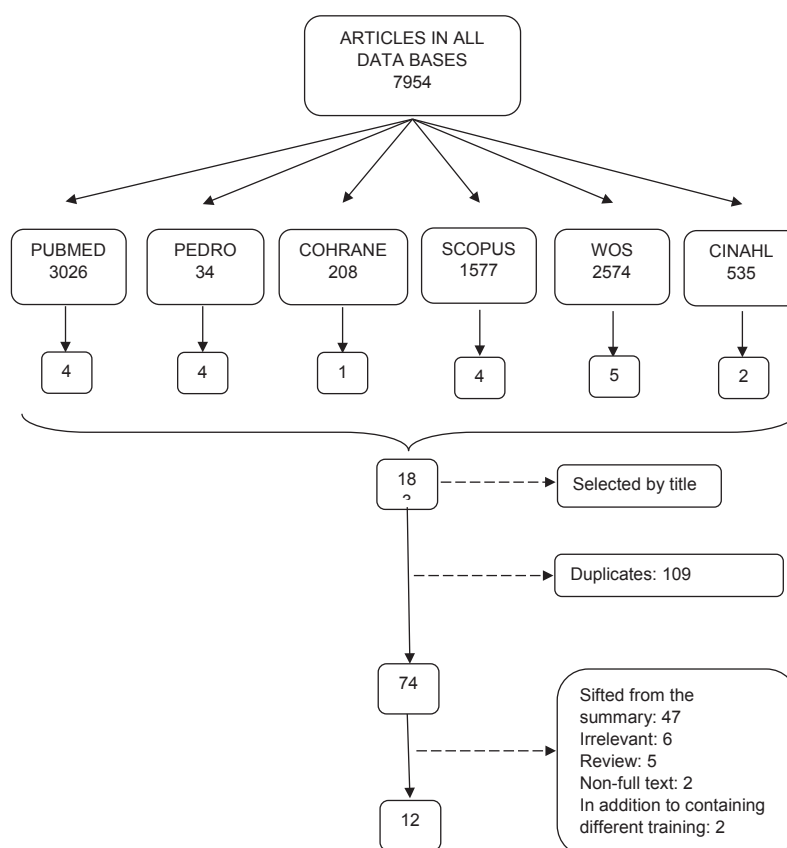 ARTICLES IN ALL
DATA BASES
7954
PUBMED
3026
PEDRO
34
COHRANE
208
SCOPUS
1577
WOS
2574
CINAHL
535
4
4
1
4
5
2
18
Selected by title
Duplicates: 109
74
Sifted from the
summary: 47
Irrelevant: 6
Review: 5
Non-full text: 2
In addition to containing
different training: 2
12